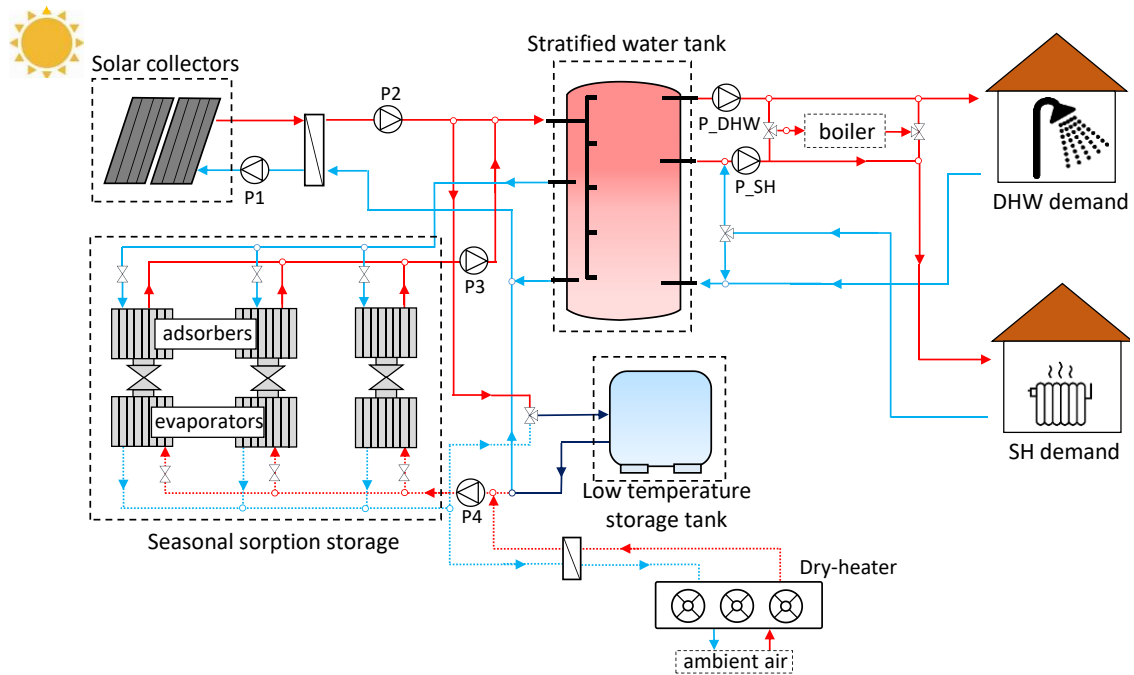 Stratified water tank
Solar collectors
P2
P_DHW
boiler
P1
P_SH
DHW demand
P3
adsorbers
evaporators
SH demand
Low temperature
storage tank
P4
Seasonal sorption storage
Dry-heater
ambient air